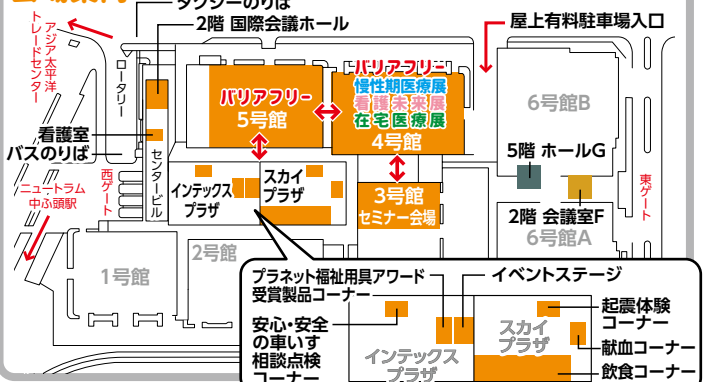 会場案内
タクシーのりば
2階 国際会議ホール
屋上有料駐車場入口
アジア太平洋
トレードセンター
ロータリー
バリアフリー
5号館
バリアフリー
慢性期医療展
看護未来展
在宅医療展
4号館
6号館B
看護室
バスのりば
センタービル
西ゲート
ニュートラム
中ふ頭駅
インテックス
プラザ
スカイ
プラザ
3号館
セミナー会場
5階 ホールG
2階 会議室F
6号館A
東ゲート
1号館
2号館
プラネット福祉用具アワード
受賞製品コーナー
イベントステージ
安心・安全
の車いす
相談点検
コーナー
インテックス
プラザ
スカイ
プラザ
起震体験
コーナー
献血コーナー
飲食コーナー